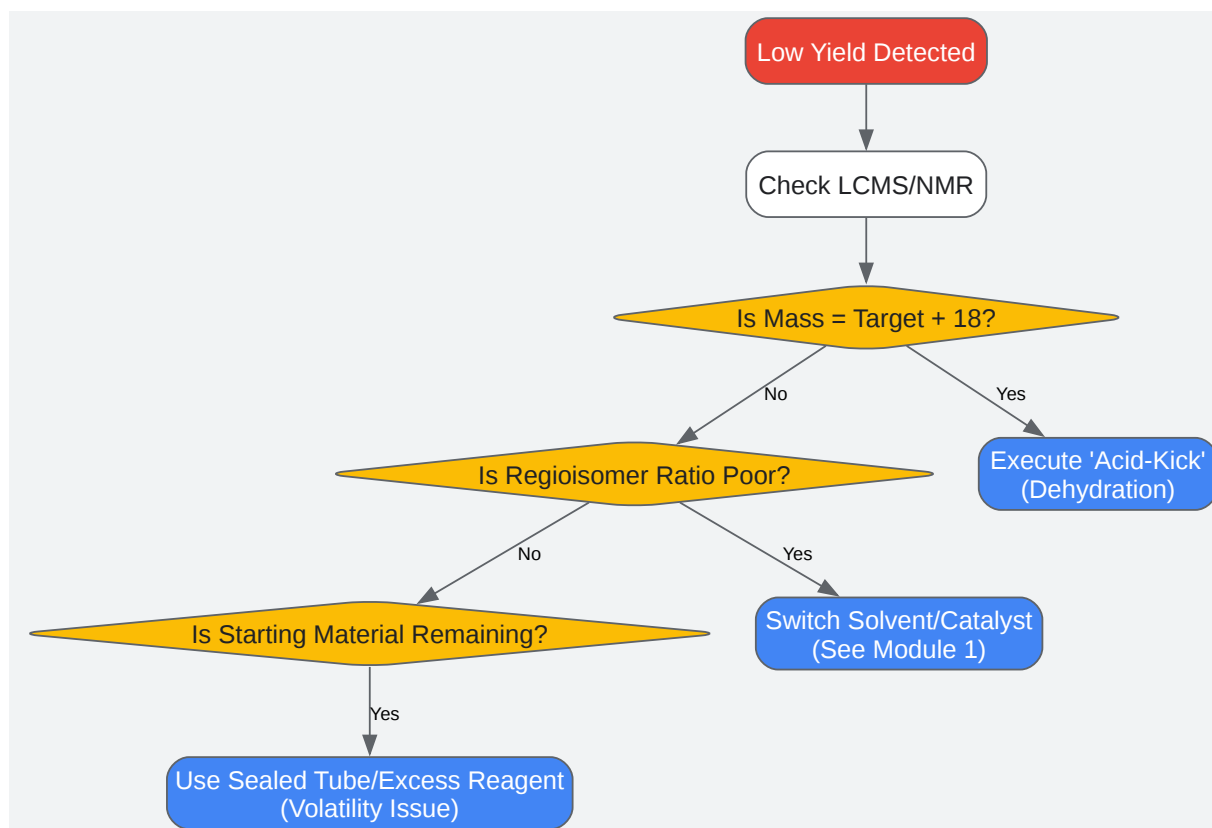 Low Yield Detected
Check LCMS/NMR
Is Mass = Target + 18?
No
Yes
Is Regioisomer Ratio Poor?
Execute 'Acid-Kick'
(Dehydration)
No
Yes
Is Starting Material Remaining?
Switch Solvent/Catalyst
(See Module 1)
Yes
Use Sealed Tube/Excess Reagent
(Volatility Issue)